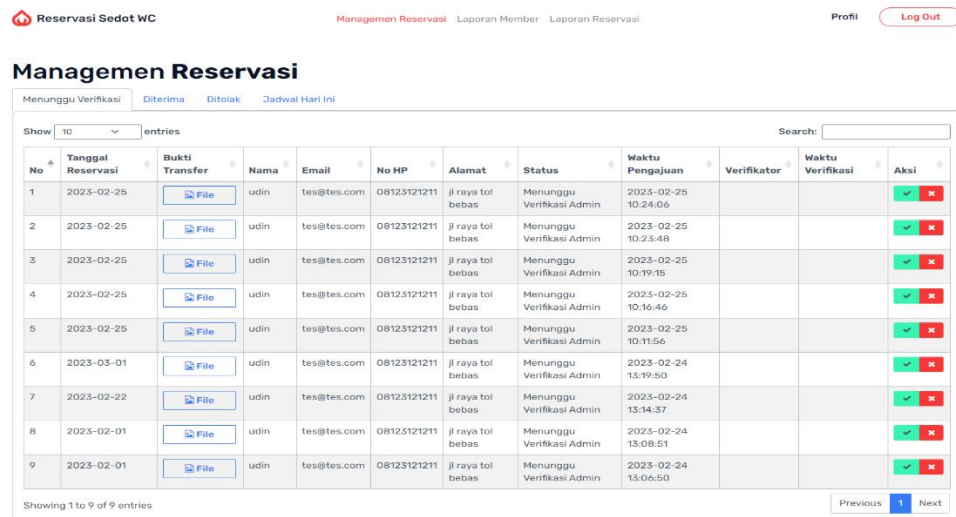 Reservasi Sedot WC Managemen Reservasi Laporan Member Laporan Reservasi Profil Log Out
Managemen Reservasi
Menunggu Verifikasi Diterima Ditolak Jadwal Hari Ini
Show 10 entries Search:
No Tanggal Reservasi Bukti Transfer Nama Email No HP Alamat Status Waktu Pengajuan Verifikator Waktu Verifikasi Aksi
1 2023-02-25 File udin tes@tes.com 08123121211 jl raya tol bebas Menunggu Verifikasi Admin 2023-02-25 10:24:06
2 2023-02-25 File udin tes@tes.com 08123121211 jl raya tol bebas Menunggu Verifikasi Admin 2023-02-25 10:23:48
3 2023-02-25 File udin tes@tes.com 08123121211 jl raya tol bebas Menunggu Verifikasi Admin 2023-02-25 10:19:15
4 2023-02-25 File udin tes@tes.com 08123121211 jl raya tol bebas Menunggu Verifikasi Admin 2023-02-25 10:16:46
5 2023-02-25 File udin tes@tes.com 08123121211 jl raya tol bebas Menunggu Verifikasi Admin 2023-02-25 10:11:56
6 2023-03-01 File udin tes@tes.com 08123121211 jl raya tol bebas Menunggu Verifikasi Admin 2023-02-24 13:19:50
7 2023-02-22 File udin tes@tes.com 08123121211 jl raya tol bebas Menunggu Verifikasi Admin 2023-02-24 13:14:37
8 2023-02-01 File udin tes@tes.com 08123121211 jl raya tol bebas Menunggu Verifikasi Admin 2023-02-24 13:08:51
9 2023-02-01 File udin tes@tes.com 08123121211 jl raya tol bebas Menunggu Verifikasi Admin 2023-02-24 13:06:50
Showing 1 to 9 of 9 entries Previous 1 Next